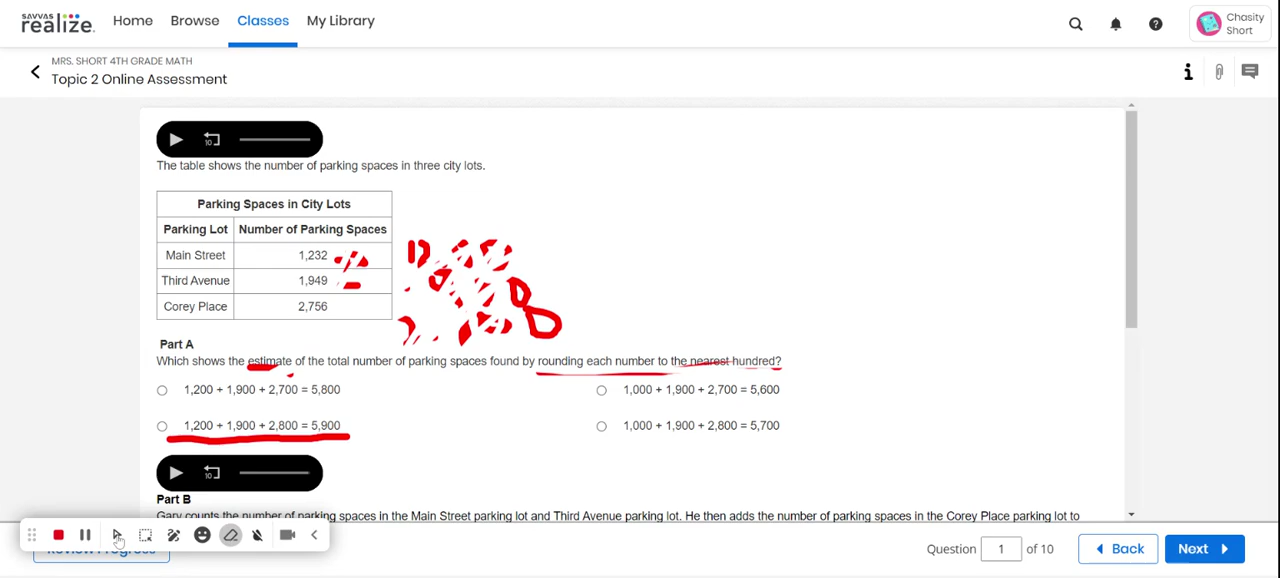 SAVVAS
realize.
Home Browse Classes My Library
Chasity
Short
MRS. SHORT 4TH GRADE MATH
Topic 2 Online Assessment
10
The table shows the number of parking spaces in three city lots.
Parking Spaces in City Lots
Parking Lot Number of Parking Spaces
Main Street 1,232
Third Avenue 1,949
Corey Place 2,756
Part A
Which shows the estimate of the total number of parking spaces found by rounding each number to the nearest hundred?
1,200 + 1,900 + 2,700 = 5,800 1,000 + 1,900 + 2,700 = 5,600
1,200 + 1,900 + 2,800 = 5,900 1,000 + 1,900 + 2,800 = 5,700
10
Part B
Gary counts the number of parking spaces in the Main Street parking lot and Third Avenue parking lot. He then adds the number of parking spaces in the Corey Place parking lot to
Review Progress
Question 1 of 10 Back Next